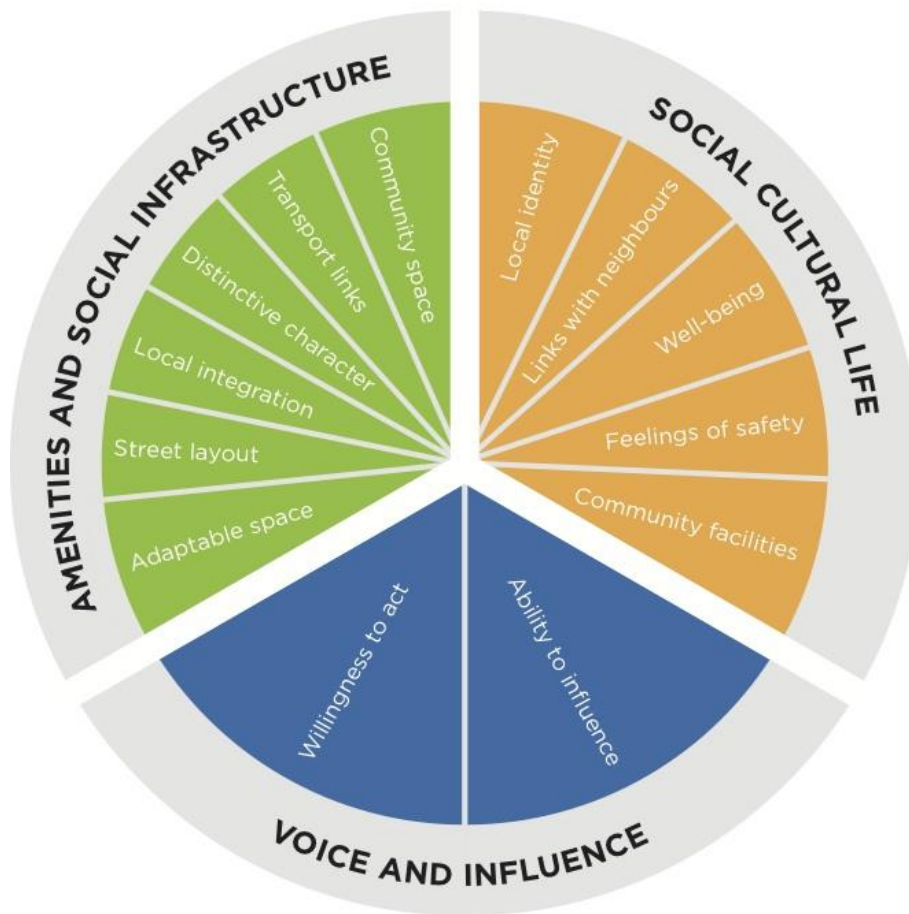 AMENITIES AND SOCIAL INFRASTRUCTURE
Community space
Transport links
Distinctive character
Local integration
Street layout
Adaptable space
SOCIAL CULTURAL LIFE
Local identity
Links with neighbours
Well-being
Feelings of safety
Community facilities
VOICE AND INFLUENCE
Willingness to act
Ability to influence